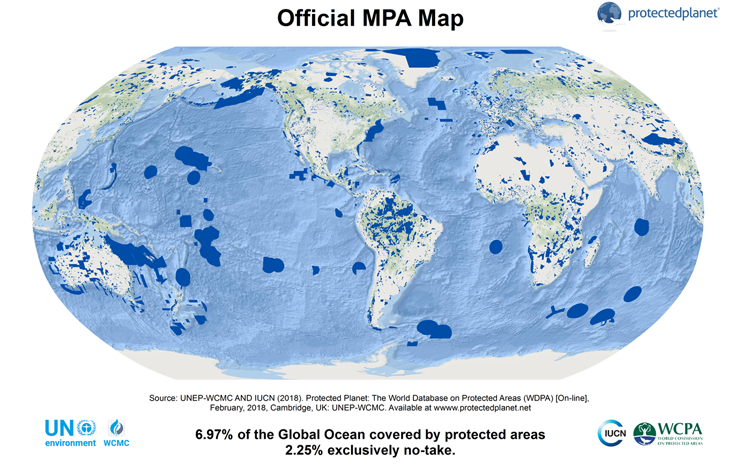 Official MPA Map
protectedplanet
Source: UNEP-WCMC AND IUCN (2018). Protected Planet: The World Database on Protected Areas (WDPA) [On-line],
February, 2018, Cambridge, UK: UNEP-WCMC. Available at wwww.protectedplanet.net
UN
environment
WCMC
6.97% of the Global Ocean covered by protected areas
2.25% exclusively no-take.
IUCN
WCPA
WORLD COMMISSION
ON PROTECTED AREAS